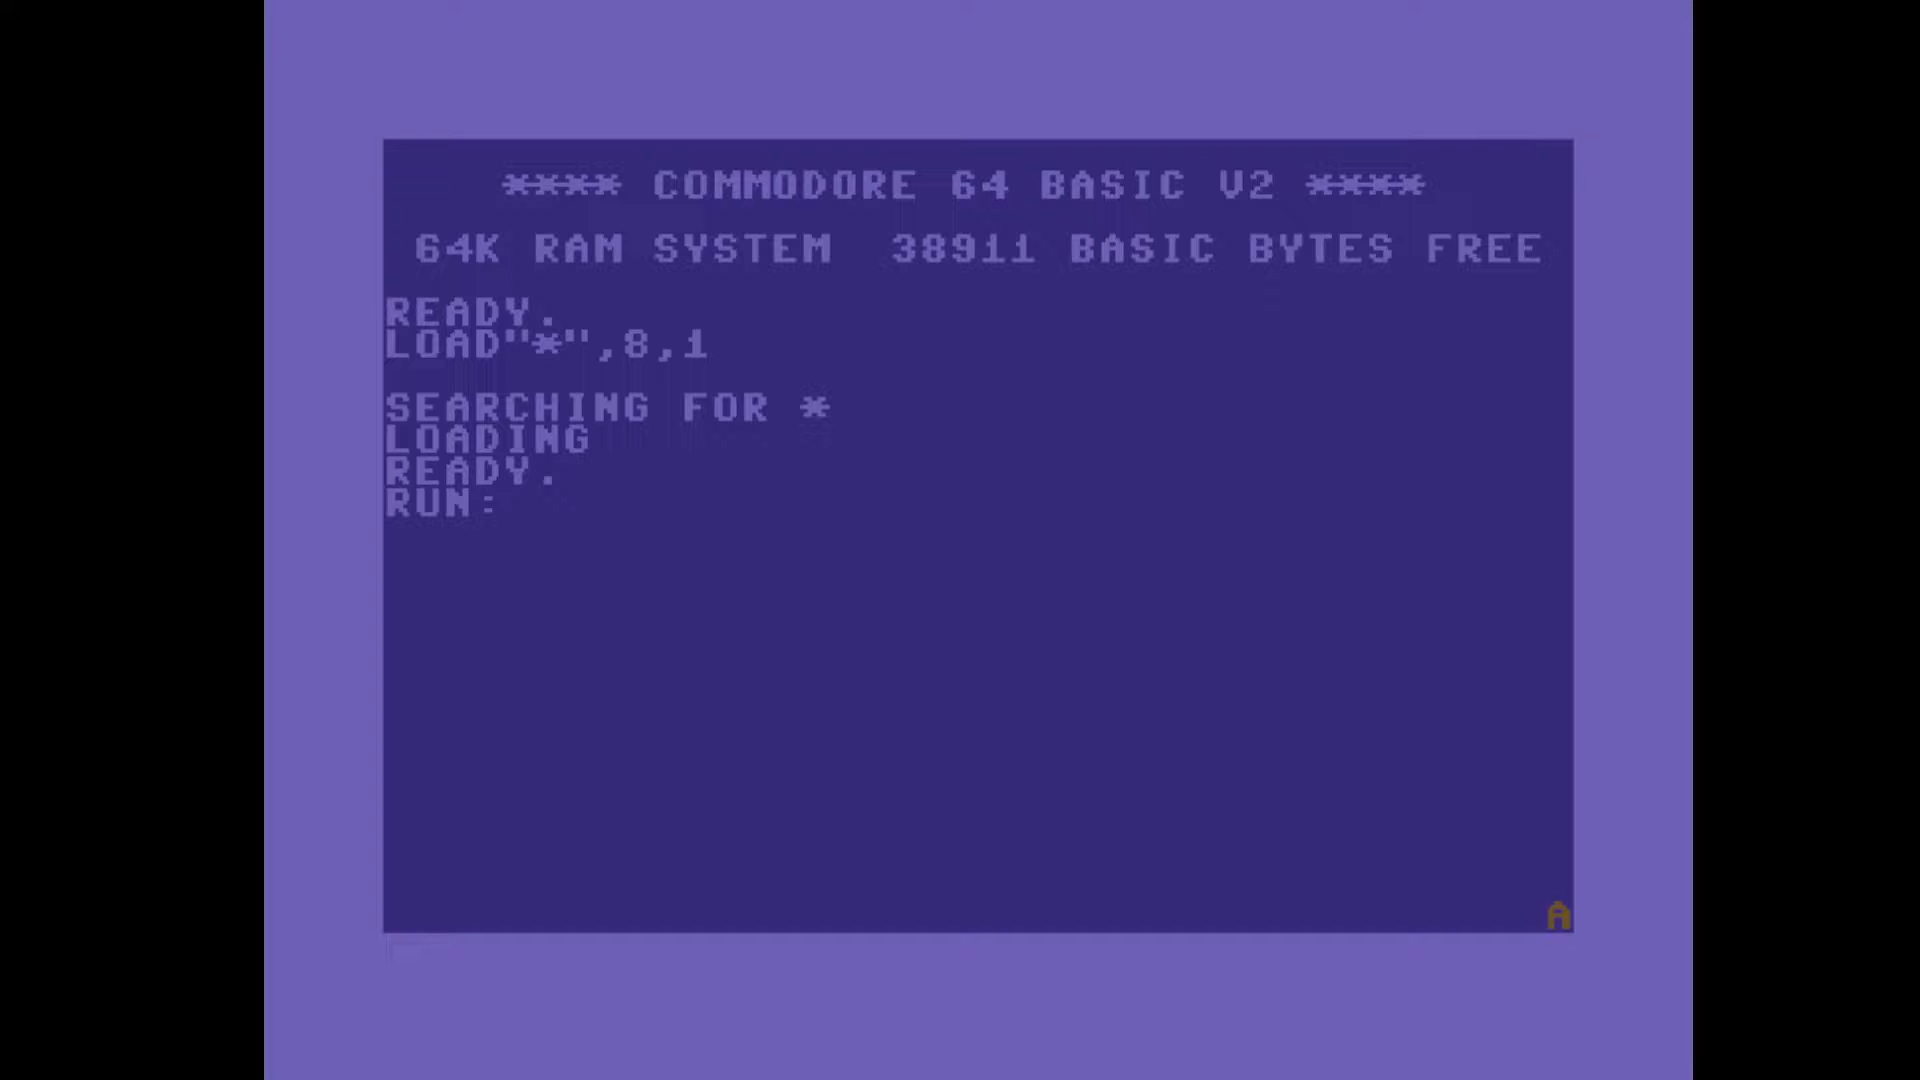 **** COMMODORE 64 BASIC V2 ****
64K RAM SYSTEM  38911 BASIC BYTES FREE
READY.
LOAD"*",8,1
SEARCHING FOR *
LOADING
READY.
RUN: